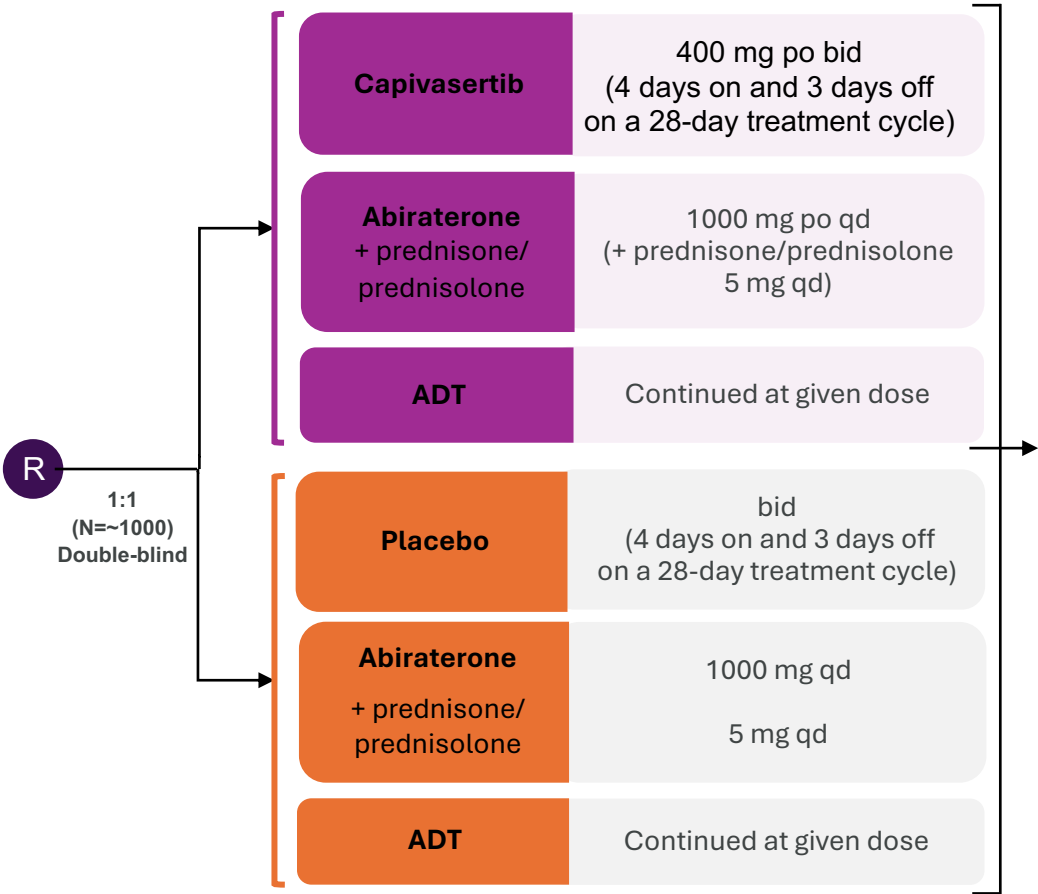 R
1:1
(N=~1000)
Double-blind
Capivasertib
400 mg po bid
(4 days on and 3 days off
on a 28-day treatment cycle)
Abiraterone
+ prednisone/
prednisolone
1000 mg po qd
(+ prednisone/prednisolone
5 mg qd)
ADT
Continued at given dose
Placebo
bid
(4 days on and 3 days off
on a 28-day treatment cycle)
Abiraterone
+ prednisone/
prednisolone
1000 mg qd
5 mg qd
ADT
Continued at given dose